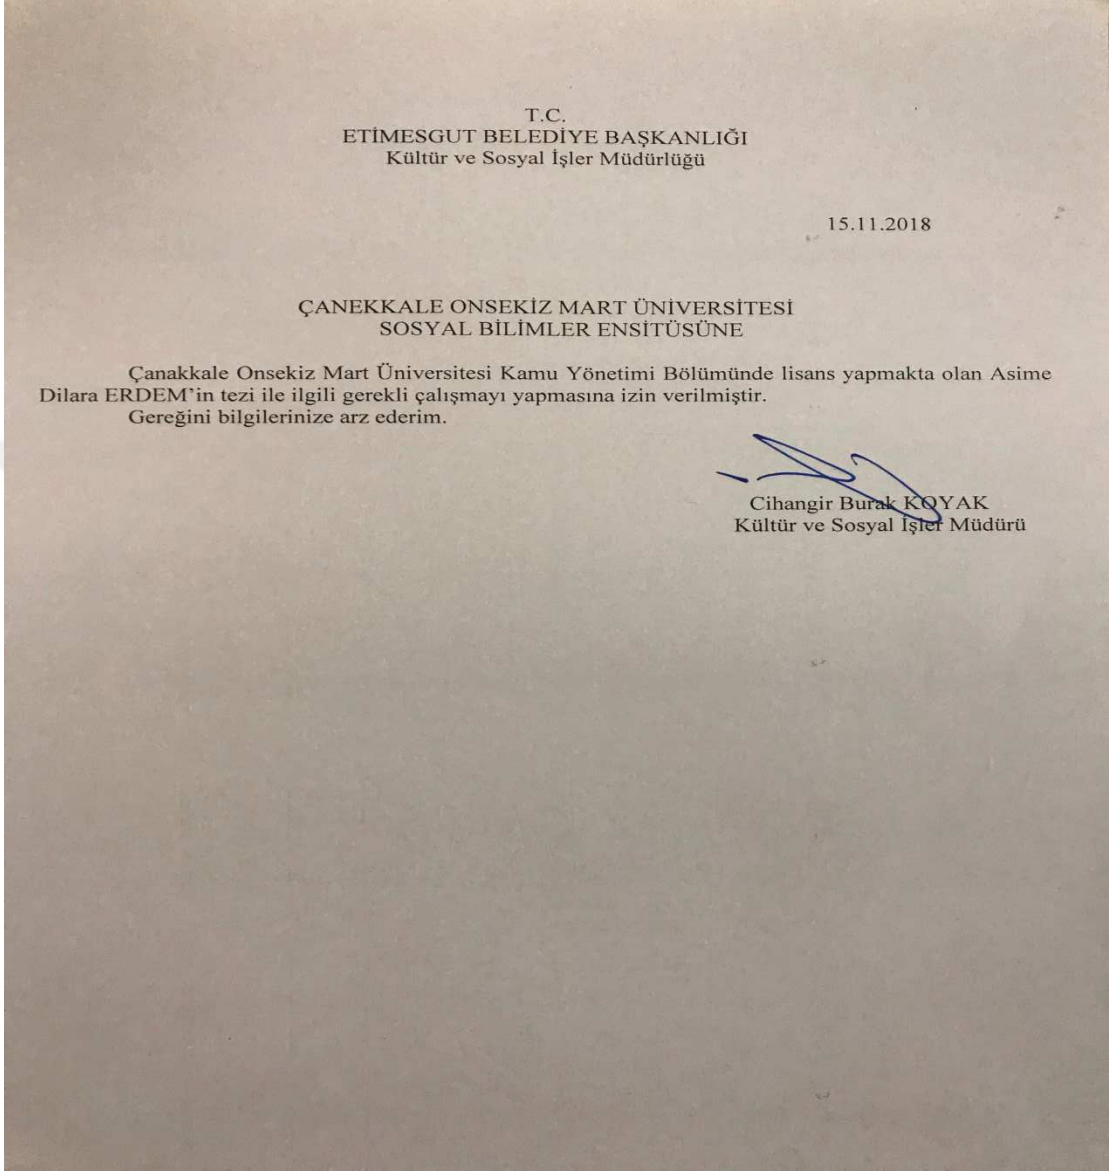 T.C.
ETİMESGUT BELEDİYE BAŞKANLIĞI
Kültür ve Sosyal İşler Müdürlüğü
15.11.2018
ÇANEKKALE ONSEKİZ MART ÜNİVERSİTESİ
SOSYAL BİLİMLER ENSİTÜSÜNE
Çanakkale Onsekiz Mart Üniversitesi Kamu Yönetimi Bölümünde lisans yapmakta olan Asime
Dilara ERDEM'in tezi ile ilgili gerekli çalışmayı yapmasına izin verilmiştir.
Gereğini bilgilerinize arz ederim.
Cihangir Burak KOYAK
Kültür ve Sosyal İşler Müdürü